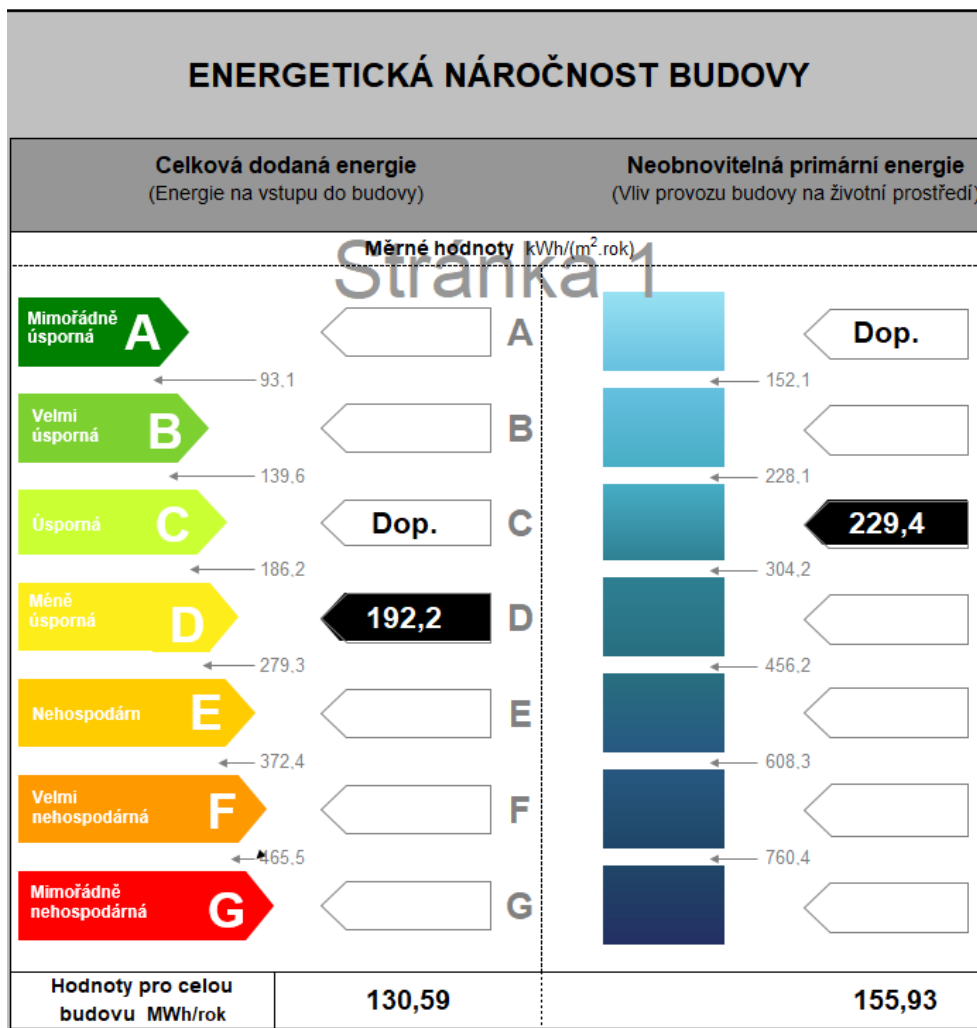 ENERGETICKÁ NÁROČNOST BUDOVY
Celková dodaná energie
(Energie na vstupu do budovy)
Neobnovitelná primární energie
(Vliv provozu budovy na životní prostředí)
Měrné hodnoty kWh/(m².rok)
Stránka 1
Mimořádně
úsporná
A
A
Dop.
93,1
152,1
Velmi
úsporná
B
B
139,6
228,1
Úsporná
C
Dop.
C
229,4
186,2
304,2
Méně
úsporná
D
192,2
D
279,3
456,2
Nehospodárn
E
E
372,4
608,3
Velmi
nehospodárná
F
F
465,5
760,4
Mimořádně
nehospodárná
G
G
Hodnoty pro celou
budovu MWh/rok
130,59
155,93